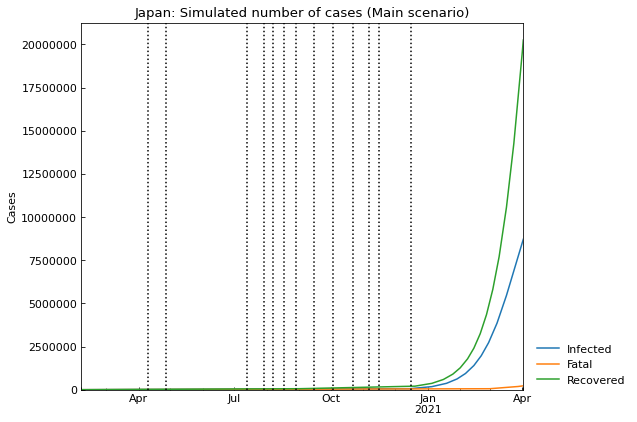 Japan: Simulated number of cases (Main scenario)
20000000
17500000
15000000
12500000
10000000
7500000
5000000
2500000
0
Cases
Apr
Jul
Oct
Jan
2021
Apr
Infected
Fatal
Recovered